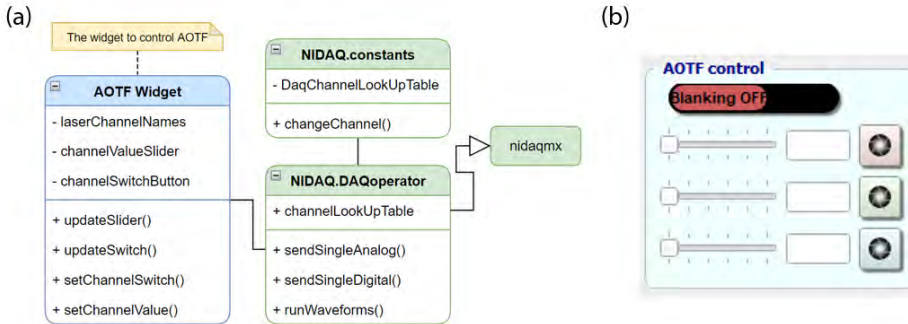 (a)
The widget to control AOTF
AOTF Widget
- laserChannelNames
- channelValueSlider
- channelSwitchButton
+ updateSlider()
+ updateSwitch()
+ setChannelSwitch()
+ setChannelValue()
NIDAQ.constants
- DaqChannelLookUpTable
+ changeChannel()
NIDAQ.DAQoperator
+ channelLookUpTable
+ sendSingleAnalog()
+ sendSingleDigital()
+ runWaveforms()
nidaqmx
(b)
AOTF control
Blanking OFF